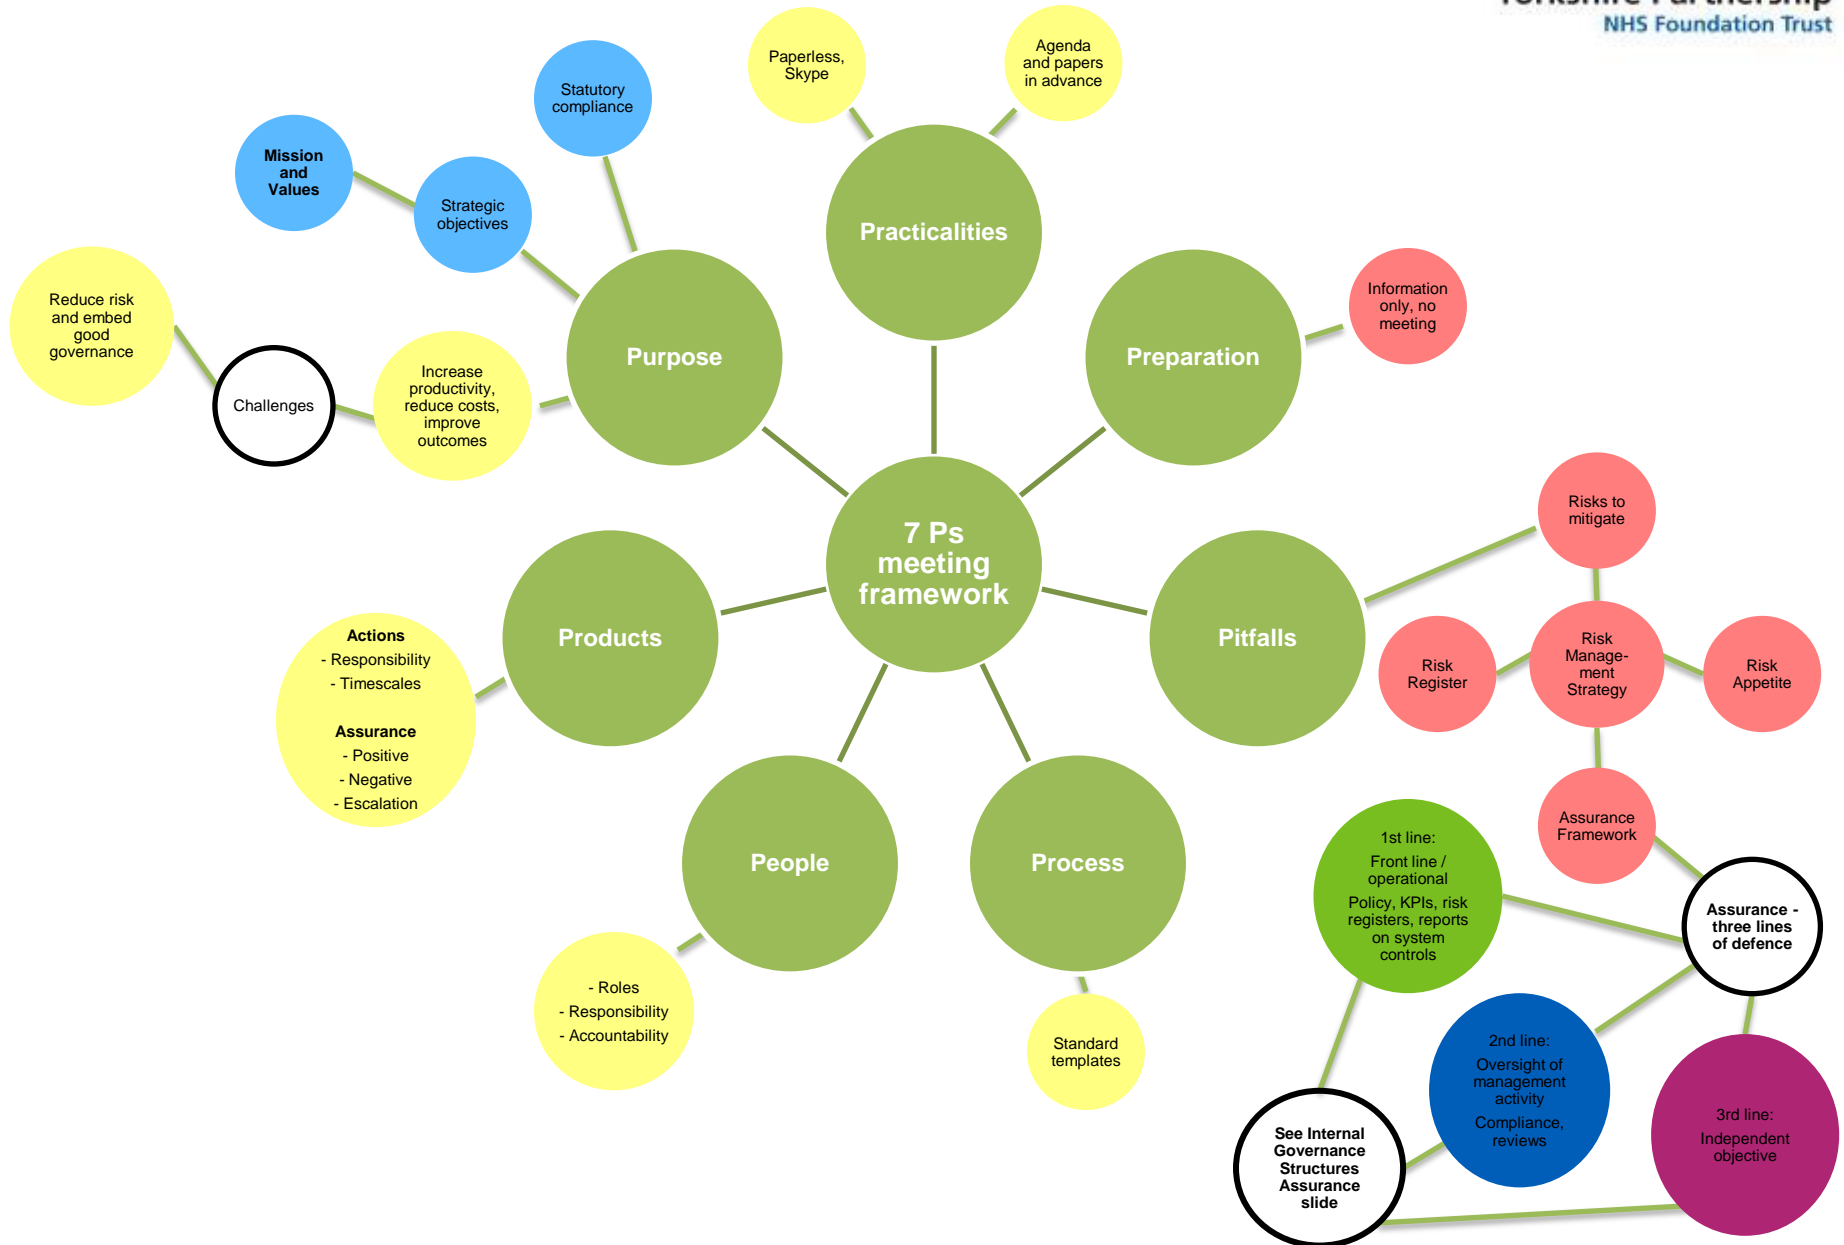 Yorkshire Partnership
NHS Foundation Trust
Paperless,
Skype
Agenda
and papers
in advance
Statutory
compliance
Mission
and
Values
Strategic
objectives
Practicalities
Reduce risk
and embed
good
governance
Challenges
Increase
productivity,
reduce costs,
improve
outcomes
Purpose
Preparation
Information
only, no
meeting
7 Ps
meeting
framework
Products
Actions
- Responsibility
- Timescales
Assurance
- Positive
- Negative
- Escalation
Pitfalls
Risks to
mitigate
Risk
Register
Risk
Manage-
ment
Strategy
Risk
Appetite
Assurance
Framework
People
- Roles
- Responsibility
- Accountability
Process
Standard
templates
1st line:
Front line /
operational
Policy, KPIs, risk
registers, reports
on system
controls
Assurance -
three lines
of defence
2nd line:
Oversight of
management
activity
Compliance,
reviews
3rd line:
Independent
objective
See Internal
Governance
Structures
Assurance
slide